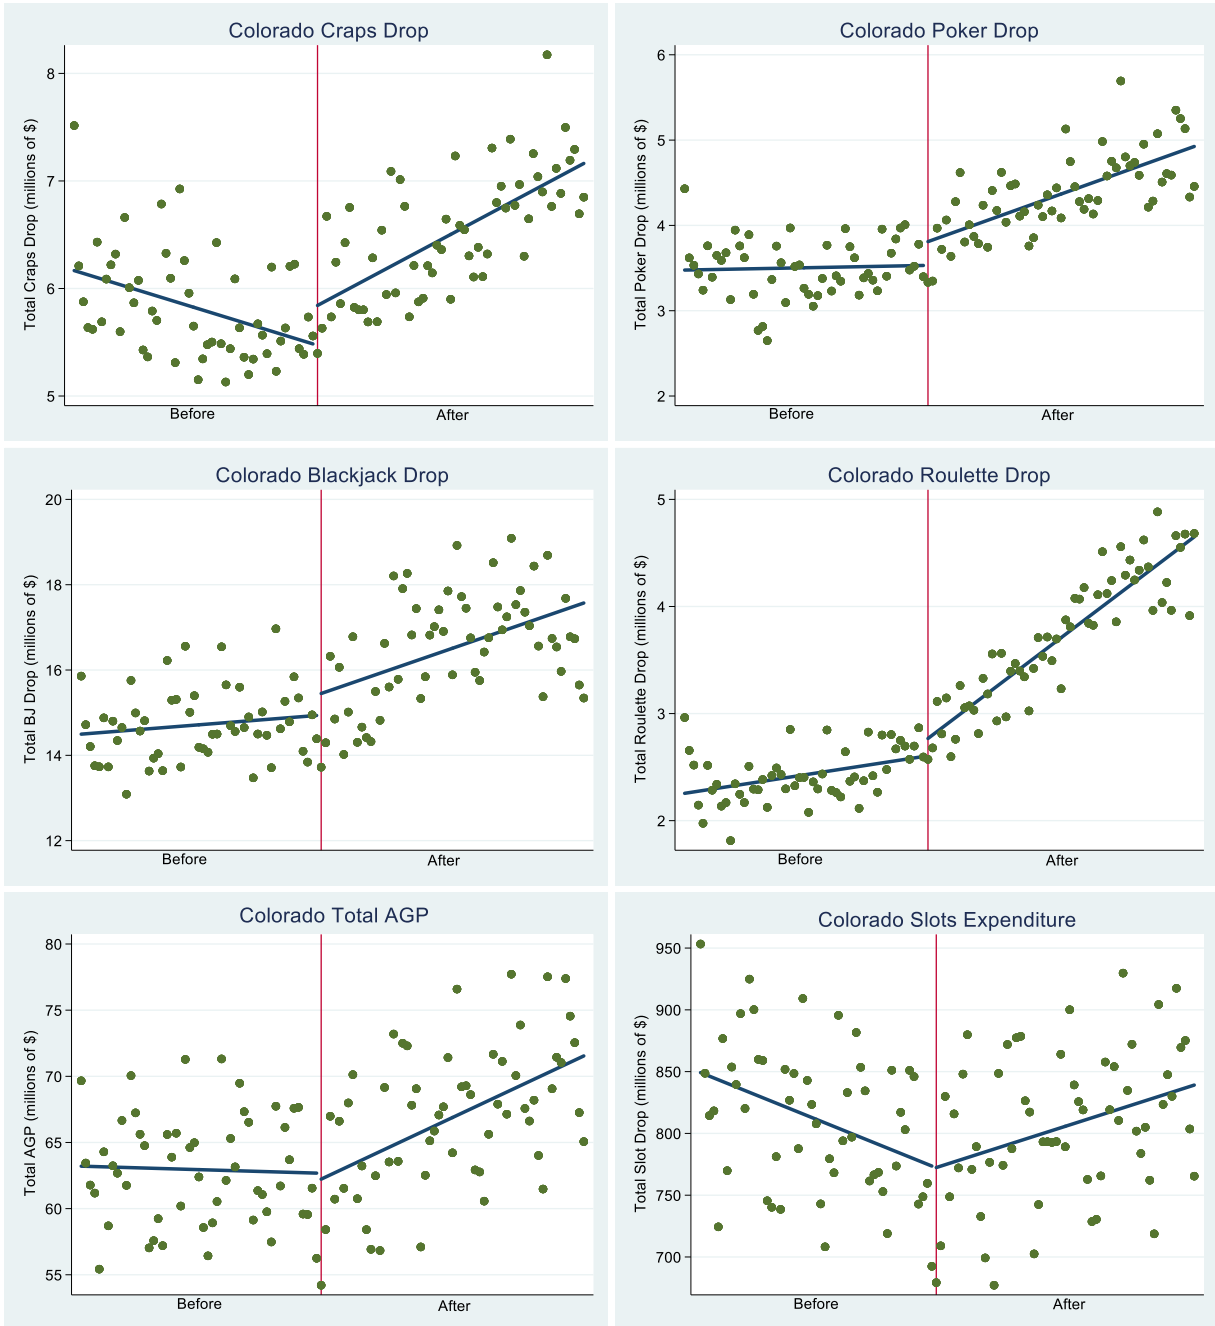 Colorado Craps Drop
Total Craps Drop (millions of $)
8
7
6
5
Before
After
Colorado Poker Drop
Total Poker Drop (millions of $)
6
5
4
3
2
Before
After
Colorado Blackjack Drop
Total BJ Drop (millions of $)
20
18
16
14
12
Before
After
Colorado Roulette Drop
Total Roulette Drop (millions of $)
5
4
3
2
Before
After
Colorado Total AGP
Total AGP (millions of $)
80
75
70
65
60
55
Before
After
Colorado Slots Expenditure
Total Slot Drop (millions of $)
950
900
850
800
750
700
Before
After